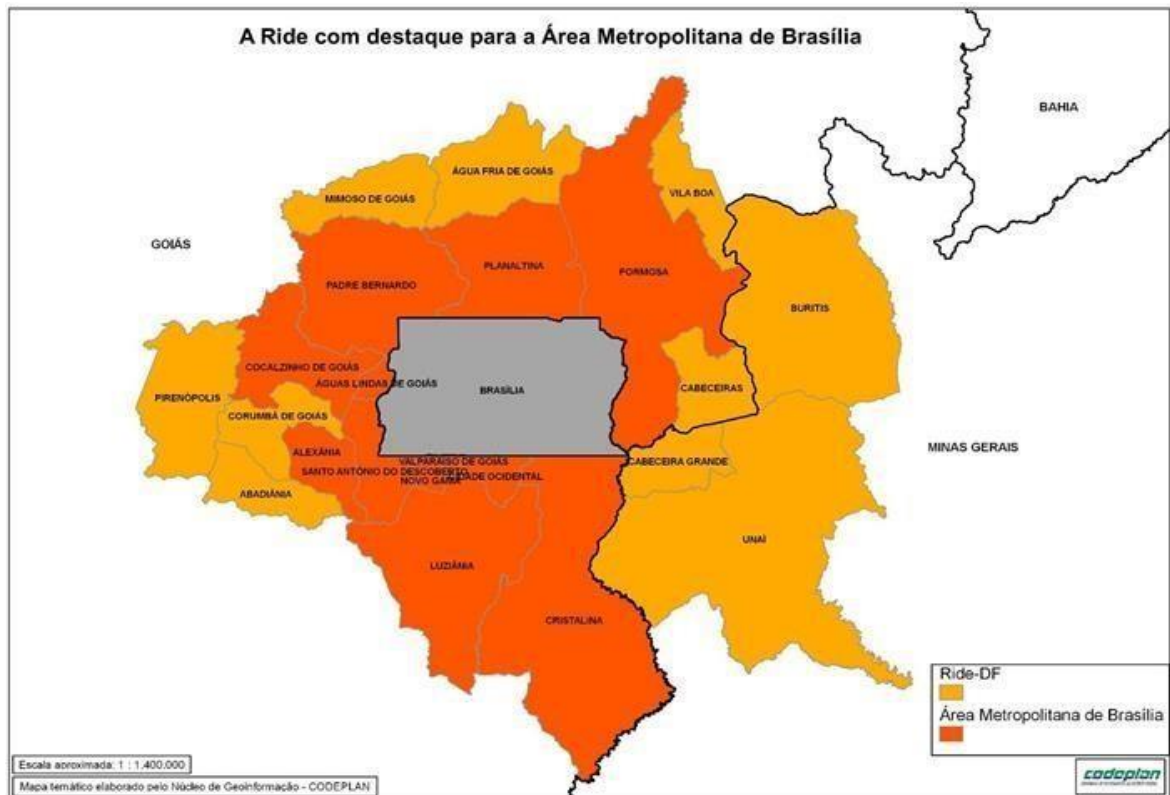 A Ride com destaque para a Área Metropolitana de Brasília
BAHIA
ÁGUA FRIA DE GOIÁS
MIMOSO DE GOIÁS
VILA BOA
GOIÁS
PLANALTINA
FORMOSA
PADRE BERNARDO
BURITIS
COCALZINHO DE GOIÁS
ÁGUAS LINDAS DE GOIÁS
BRASÍLIA
CABECEIRAS
PIRENÓPOLIS
CORUMBÁ DE GOIÁS
MINAS GERAIS
ALEXÂNIA
VALPARAÍSO DE GOIÁS
CABECEIRA GRANDE
SANTO ANTÔNIO DO DESCOBERTO
CIDADE OCIDENTAL
NOVO GAMA
ABADIÂNIA
UNAÍ
LUZIÂNIA
CRISTALINA
Ride-DF
Área Metropolitana de Brasília
Escala aproximada: 1 : 1.400.000
Mapa temático elaborado pelo Núcleo de Geoinformação - CODEPLAN
codeplan